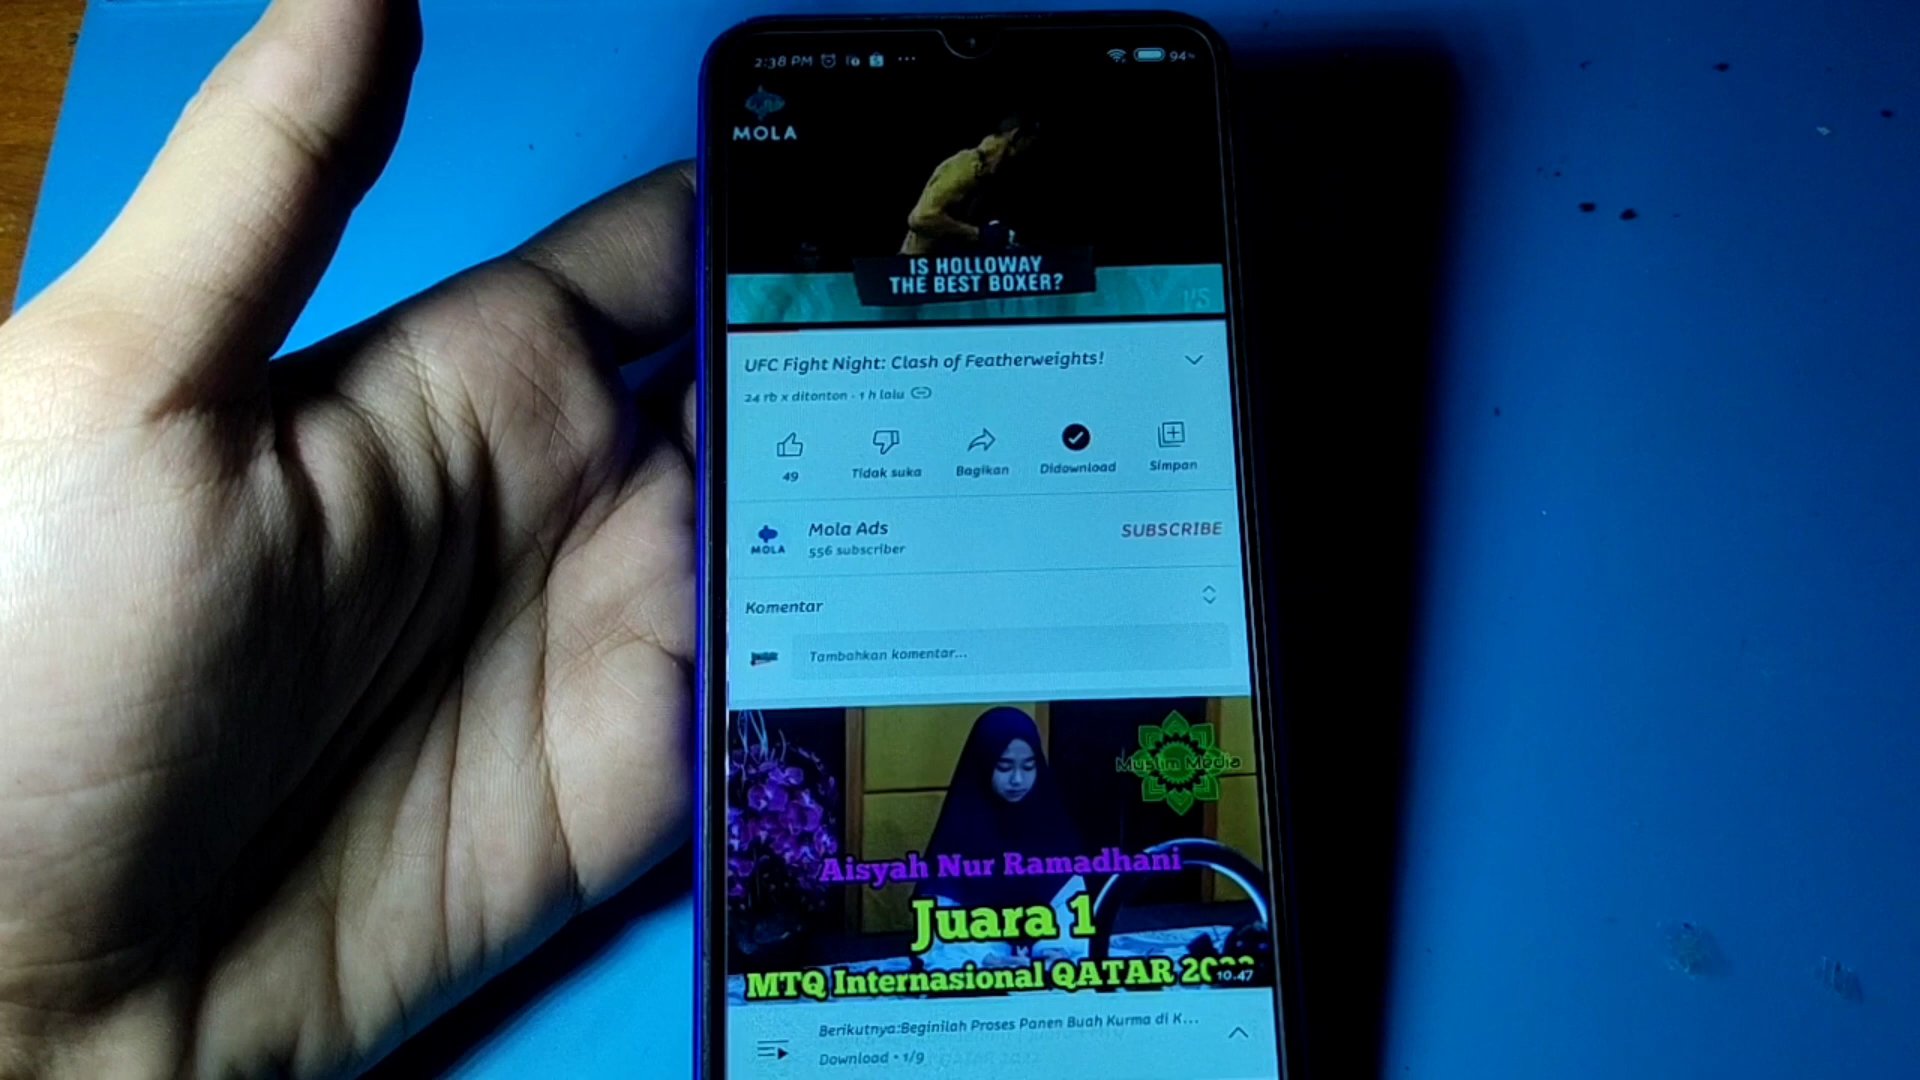 2:38 PM
94
MOLA
IS HOLLOWAY
THE BEST BOXER?
VS
UFC Fight Night: Clash of Featherweights!
24 rb x ditonton - 1 h lalu
49
Tidak suka
Bagikan
Didownload
Simpan
MOLA
Mola Ads
556 subscriber
SUBSCRIBE
Komentar
Tambahkan komentar...
Muslim Media
Aisyah Nur Ramadhani
Juara 1
MTQ Internasional QATAR
10.47
Berikutnya:Beginilah Proses Panen Buah Kurma di K...
Download • 1/9